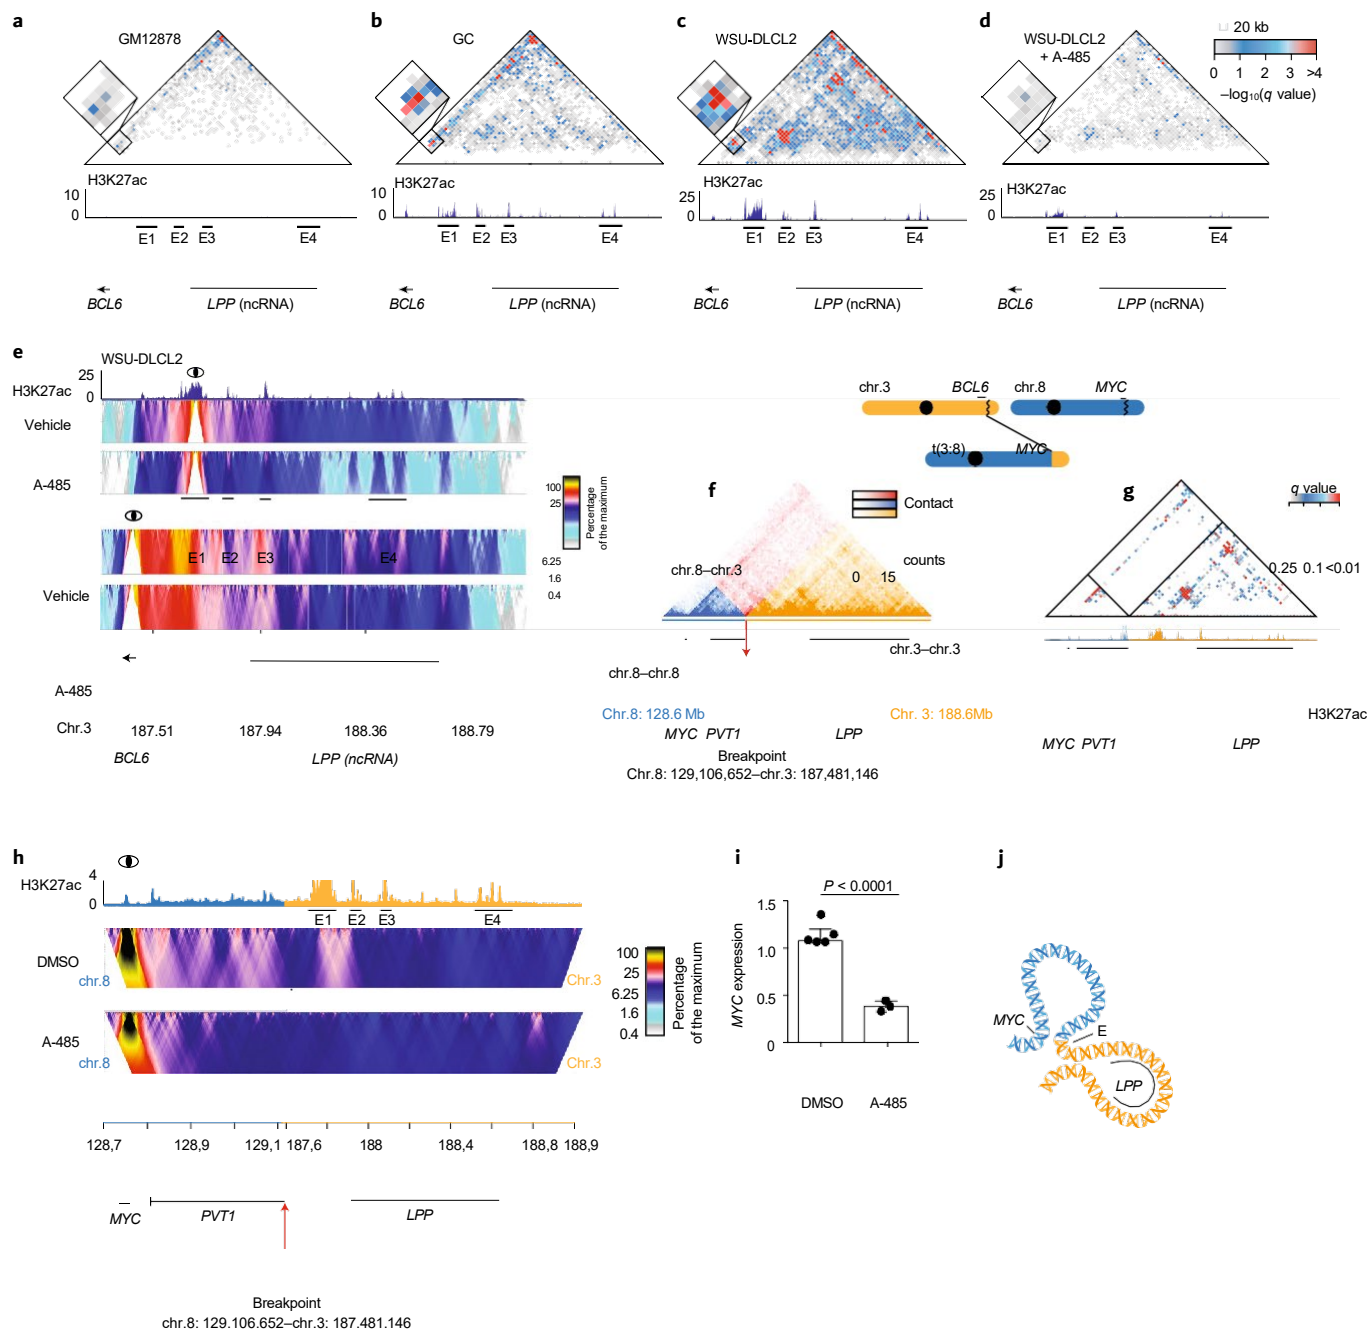 a
GM12878
b
GC
c
WSU-DLCL2
d
WSU-DLCL2
+ A-485
20 kb
0 1 2 3 >4
–log10(q value)
H3K27ac
10
0
E1 E2 E3 E4
BCL6
LPP (ncRNA)
H3K27ac
10
0
E1 E2 E3 E4
BCL6
LPP (ncRNA)
H3K27ac
25
0
E1 E2 E3 E4
BCL6
LPP (ncRNA)
H3K27ac
25
0
E1 E2 E3 E4
BCL6
LPP (ncRNA)
e
WSU-DLCL2
25
H3K27ac
0
Vehicle
A-485
E1 E2 E3 E4
Vehicle
100
25
6.25
1.6
0.4
Percentage
of the maximum
A-485
Chr.3
187.51 187.94 188.36 188.79
BCL6
LPP (ncRNA)
chr.3
BCL6
chr.8
MYC
t(3:8)
MYC
f
Contact
counts
0 15
chr.8–chr.3
chr.3–chr.3
chr.8–chr.8
Chr.8: 128.6 Mb
Chr. 3: 188.6Mb
MYC PVT1
LPP
Breakpoint
Chr.8: 129,106,652–chr.3: 187,481,146
g
q value
0.25 0.1 <0.01
H3K27ac
MYC PVT1
LPP
h
H3K27ac
4
0
E1 E2 E3 E4
DMSO
chr.8
Chr.3
A-485
chr.8
Chr.3
100
25
6.25
1.6
0.4
Percentage
of the maximum
128,7 128,9 129,1 187,6 188 188,4 188,8 188,9
MYC
PVT1
LPP
Breakpoint
chr.8: 129,106,652–chr.3: 187,481,146
i
P < 0.0001
1.5
1.0
0.5
0
MYC expression
DMSO A-485
j
MYC
E
LPP